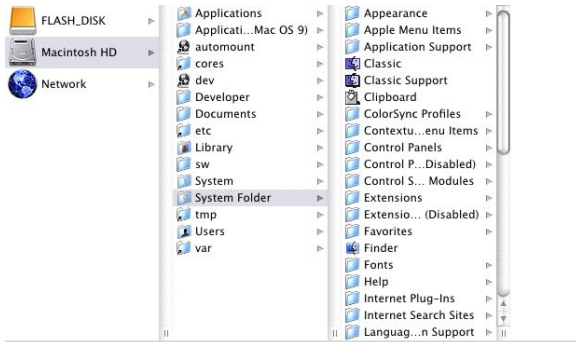 FLASH_DISK
Macintosh HD
Network
Applications
Applicati...Mac OS 9)
automount
cores
dev
Developer
Documents
etc
Library
sw
System
System Folder
tmp
Users
var
Appearance
Apple Menu Items
Application Support
Classic
Classic Support
Clipboard
ColorSync Profiles
Contextu...enu Items
Control Panels
Control P...Disabled)
Control S... Modules
Extensions
Extensio... (Disabled)
Favorites
Finder
Fonts
Help
Internet Plug-Ins
Internet Search Sites
Languag...n Support